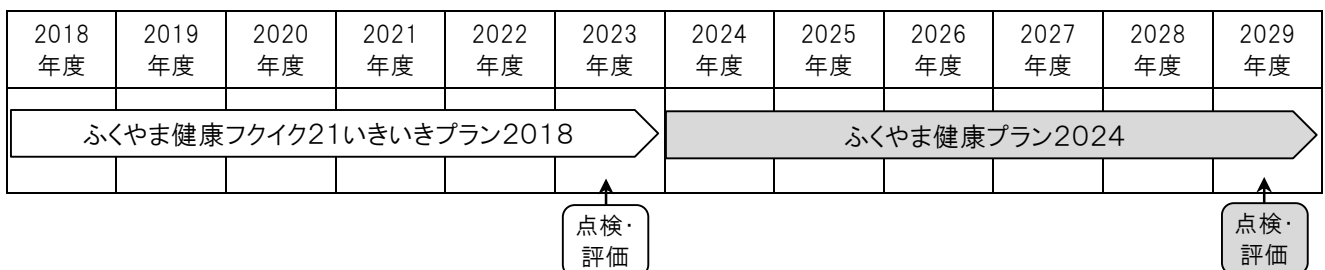 2018 2019 2020 2021 2022 2023 2024 2025 2026 2027 2028 2029
年度 年度 年度 年度 年度 年度 年度 年度 年度 年度 年度 年度
ふくやま健康フクイク21いきいきプラン2018 ふくやま健康プラン2024
点検・ 点検・
評価 評価